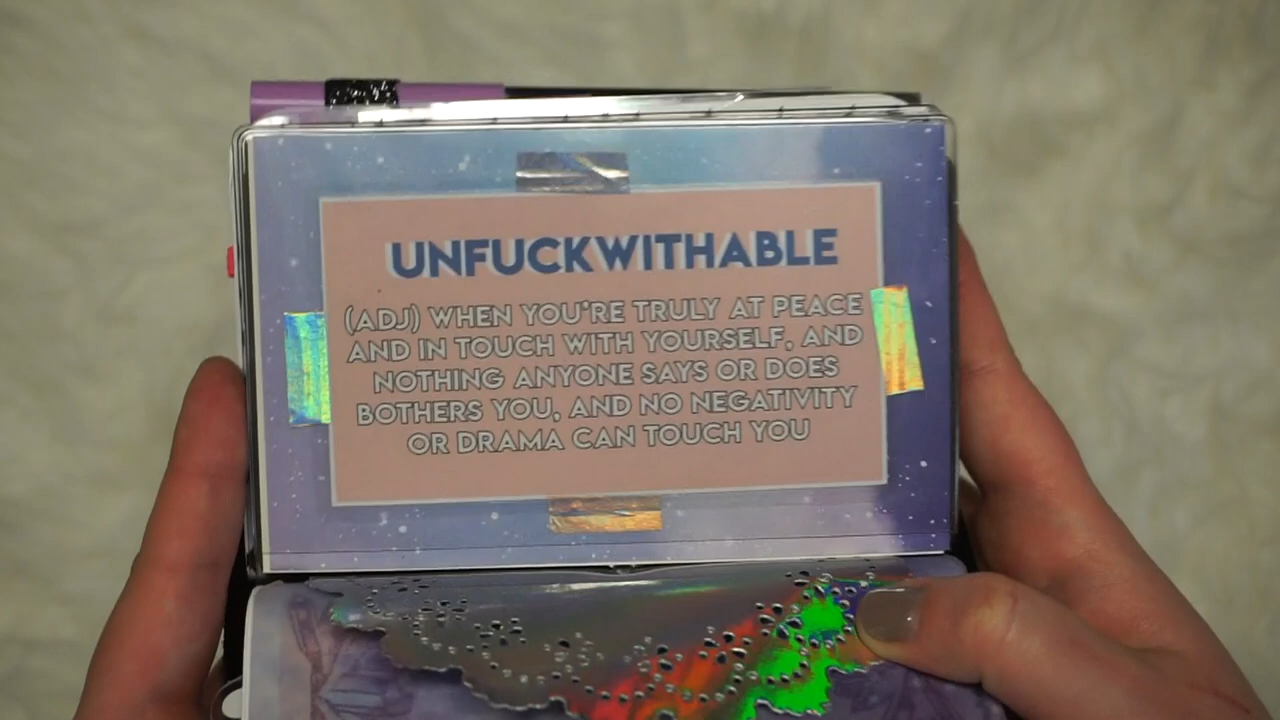 UNFUCKWITHABLE
(ADJ) WHEN YOU'RE TRULY AT PEACE
AND IN TOUCH WITH YOURSELF, AND
NOTHING ANYONE SAYS OR DOES
BOTHERS YOU, AND NO NEGATIVITY
OR DRAMA CAN TOUCH YOU